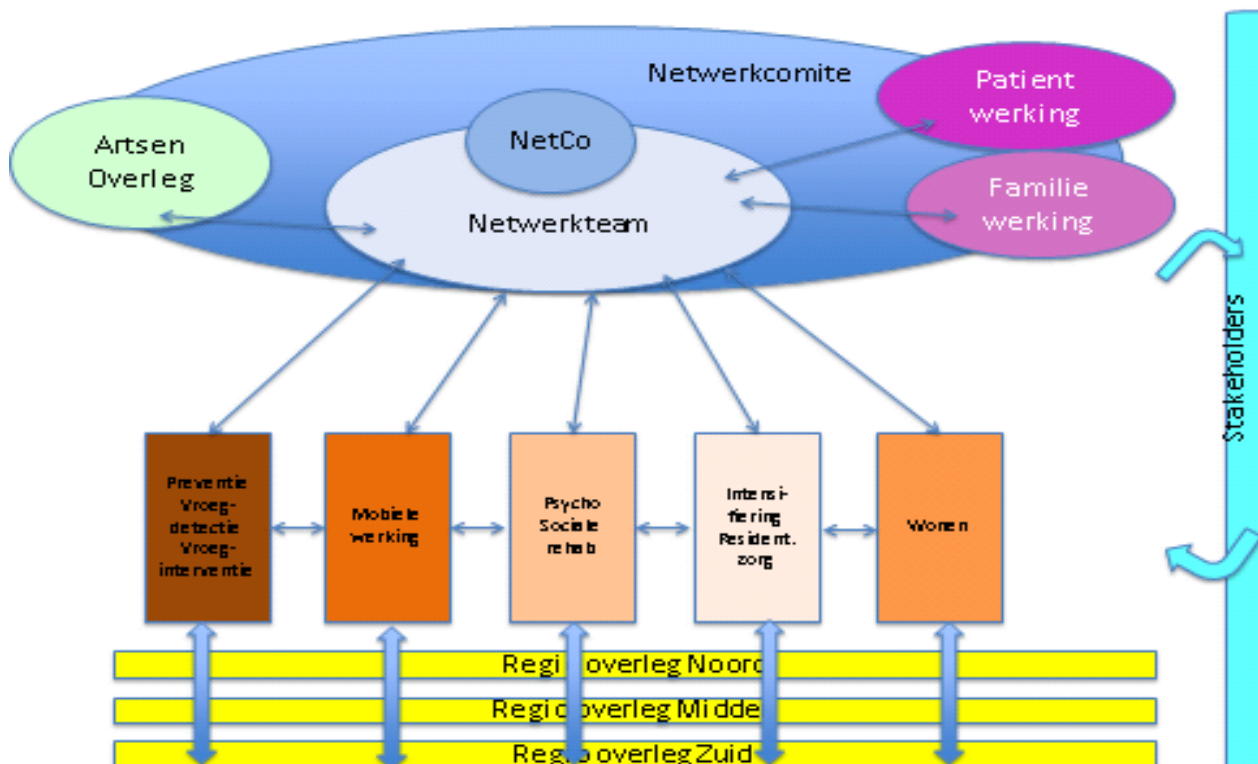 Netwerkcomite
Patient
werking
Artsen
Overleg
NetCo
Familie
werking
Netwerkteam
Stakeholders
Preventie
Vroeg-
detectie
Vroeg-
interventie
Mobiele
werking
Psycho
Sociale
rehab
Intensi-
fiering
Resident.
zorg
Wonen
Regio overleg Noord
Regio overleg Midde
Regio overleg Zuid